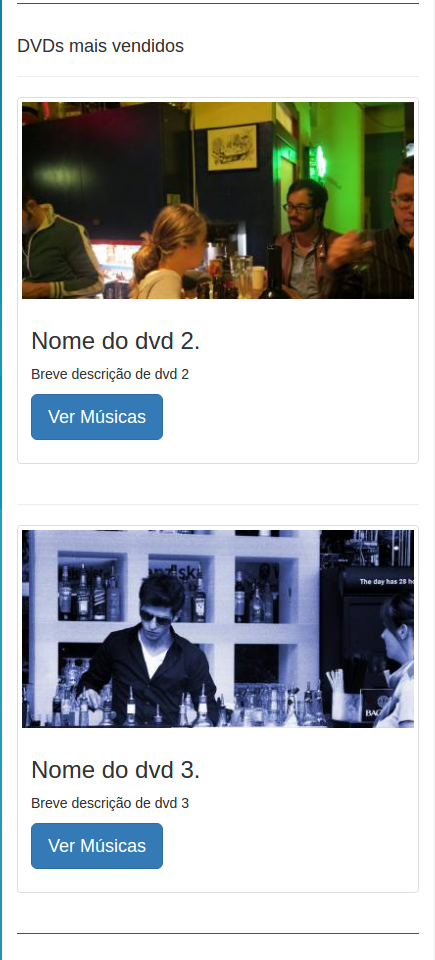 DVDs mais vendidos
Nome do dvd 2.
Breve descrição de dvd 2
Ver Músicas
The day has 28 ho
Nome do dvd 3.
Breve descrição de dvd 3
Ver Músicas